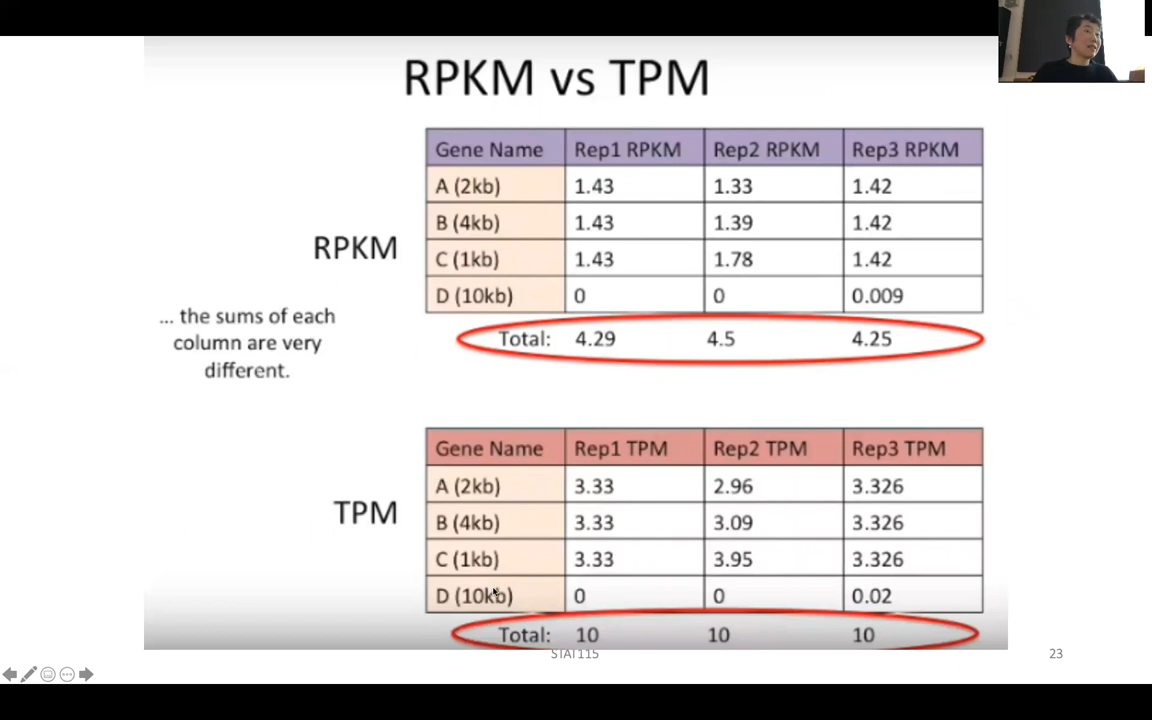 RPKM vs TPM
RPKM
Gene Name Rep1 RPKM Rep2 RPKM Rep3 RPKM
A (2kb) 1.43 1.33 1.42
B (4kb) 1.43 1.39 1.42
C (1kb) 1.43 1.78 1.42
D (10kb) 0 0 0.009
Total: 4.29 4.5 4.25
... the sums of each
column are very
different.
TPM
Gene Name Rep1 TPM Rep2 TPM Rep3 TPM
A (2kb) 3.33 2.96 3.326
B (4kb) 3.33 3.09 3.326
C (1kb) 3.33 3.95 3.326
D (10kb) 0 0 0.02
Total: 10 10 10
STAT115
23